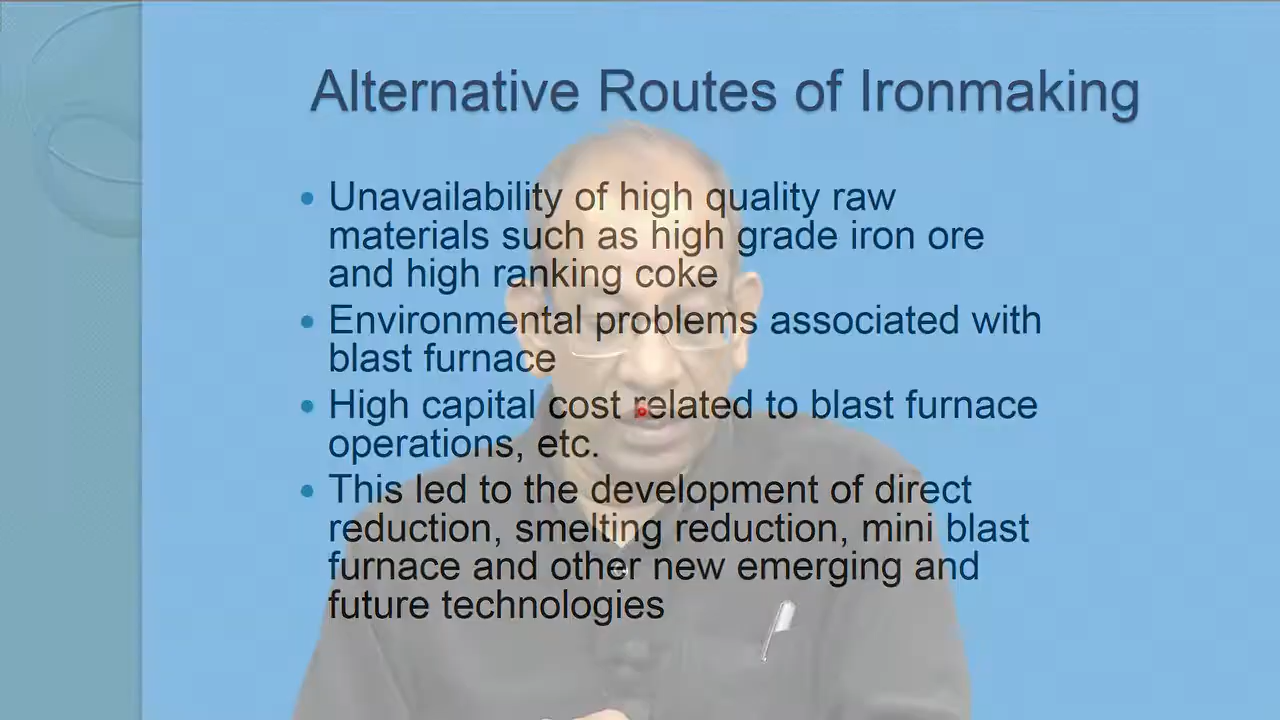 Alternative Routes of Ironmaking
• Unavailability of high quality raw
materials such as high grade iron ore
and high ranking coke
• Environmental problems associated with
blast furnace
• High capital cost related to blast furnace
operations, etc.
• This led to the development of direct
reduction, smelting reduction, mini blast
furnace and other new emerging and
future technologies